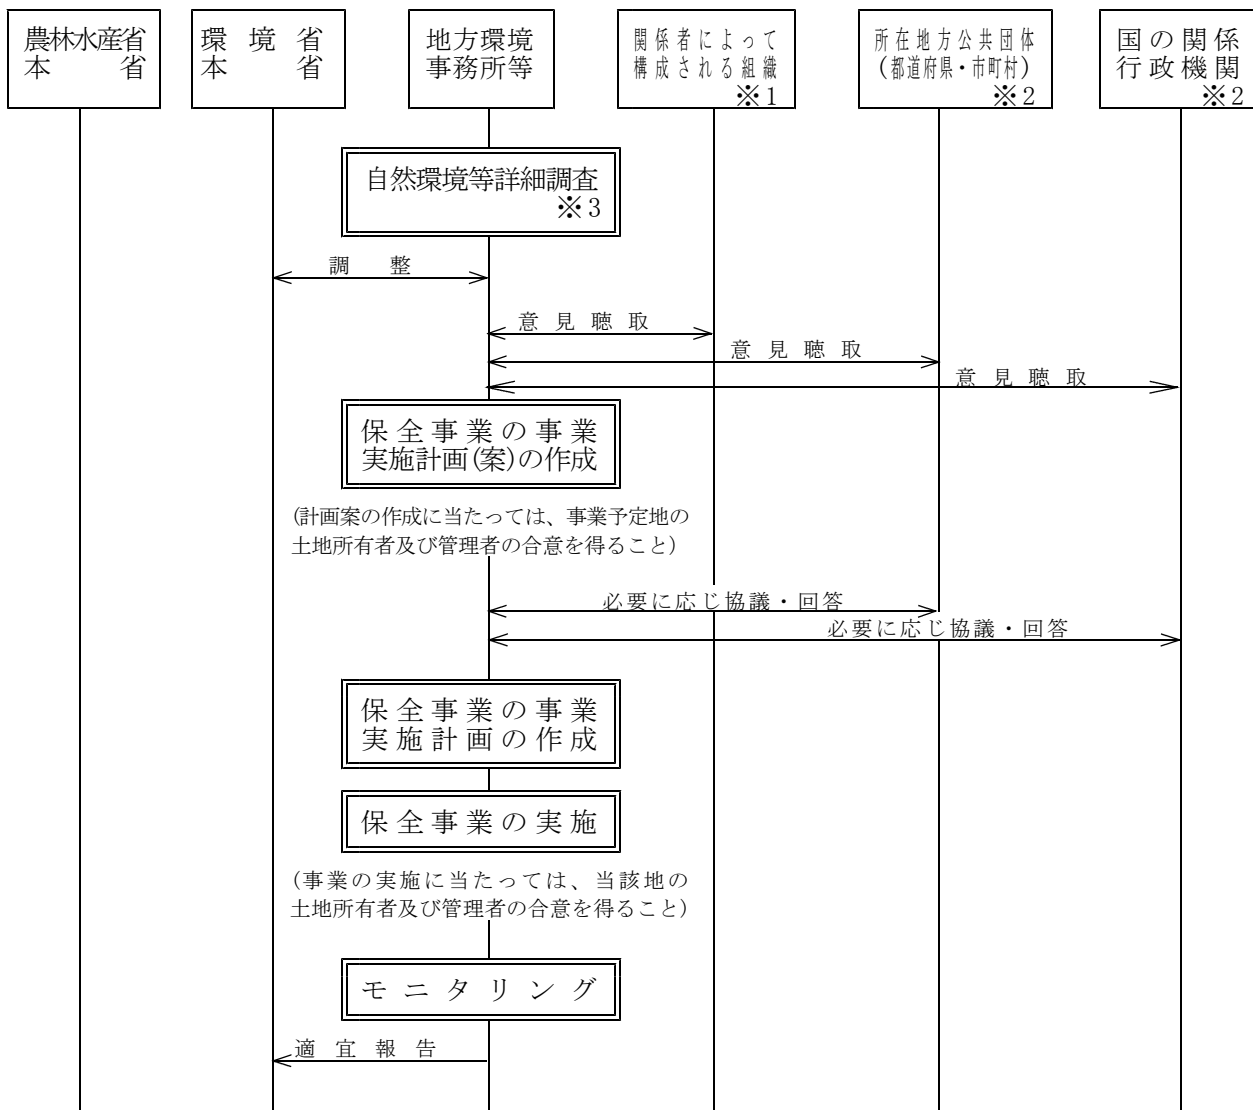 農林水産省
本省
環境省
本省
地方環境
事務所等
関係者によって
構成される組織
※1
所在地方公共団体
(都道府県・市町村)
※2
国の関係
行政機関
※2
自然環境等詳細調査
※3
調整
意見聴取
意見聴取
意見聴取
保全事業の事業
実施計画(案)の作成
(計画案の作成に当たっては、事業予定地の
土地所有者及び管理者の合意を得ること)
必要に応じ協議・回答
必要に応じ協議・回答
保全事業の事業
実施計画の作成
保全事業の実施
(事業の実施に当たっては、当該地の
土地所有者及び管理者の合意を得ること)
モニタリング
適宜報告